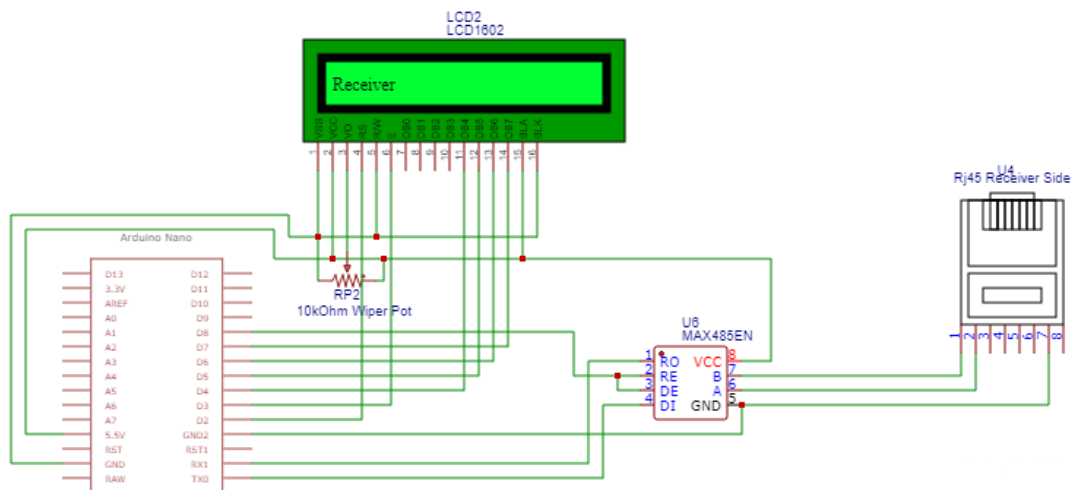 LCD2
LCD1602
Receiver
VSS VCC VO RS R/W E DB0 DB1 DB2 DB3 DB4 DB5 DB6 DB7 BLA BLK
1 2 3 4 5 6 7 8 9 10 11 12 13 14 15 16
U4
Rj45 Receiver Side
1 2 3 4 5 6 7 8
Arduino Nano
D13 D12
3.3V D11
AREF D10
A0 D9
A1 D8
A2 D7
A3 D6
A4 D5
A5 D4
A6 D3
A7 D2
5.5V GND2
RST RST1
GND RX1
RAW TX0
RP2
10kOhm Wiper Pot
U6
MAX485EN
1 RO VCC 8
2 RE B 7
3 DE A 6
4 DI GND 5